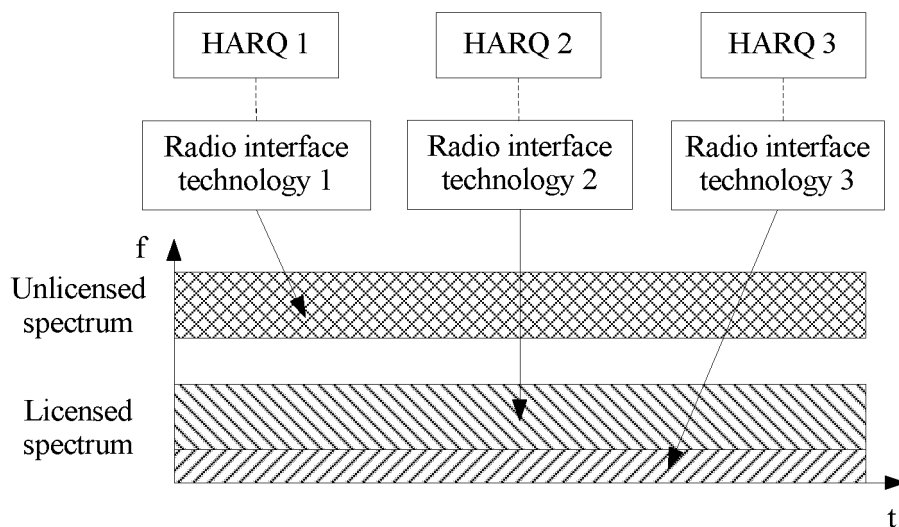 HARQ 1
HARQ 2
HARQ 3
Radio interface
technology 1
Radio interface
technology 2
Radio interface
technology 3
f
Unlicensed
spectrum
Licensed
spectrum
t